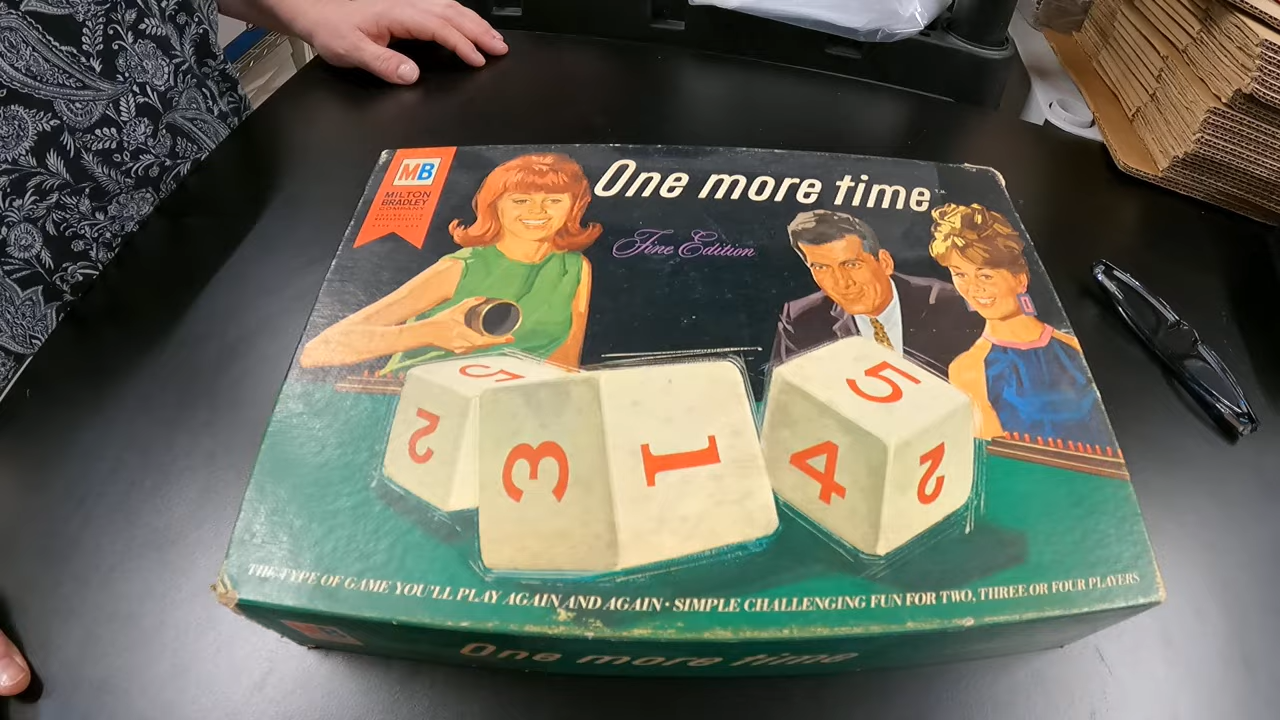 MB
MILTON
BRADLEY
COMPANY
One more time
Fine Edition
5
2
3
1
5
4
2
THE TYPE OF GAME YOU'LL PLAY AGAIN AND AGAIN · SIMPLE CHALLENGING FUN FOR TWO, THREE OR FOUR PLAYERS
One more time